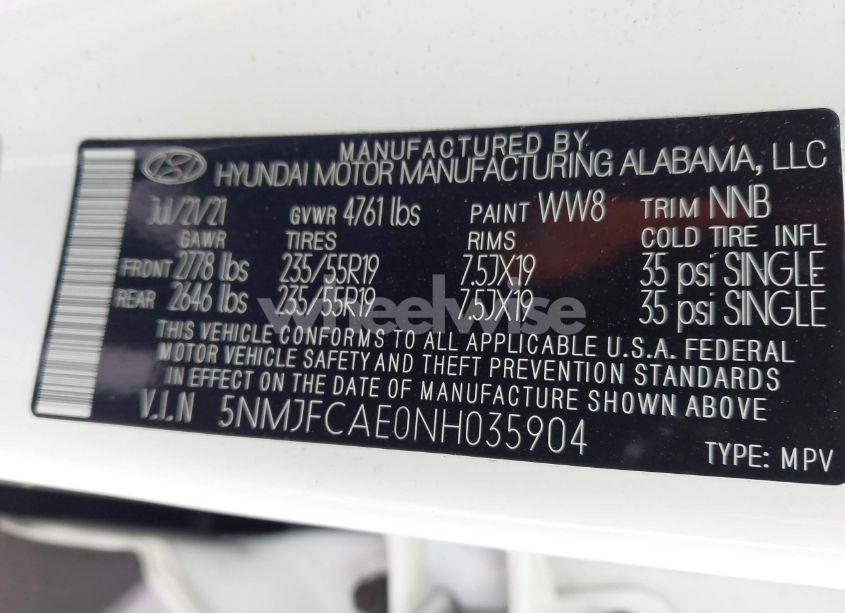 MANUFACTURED BY
HYUNDAI MOTOR MANUFACTURING ALABAMA, LLC
Jul/21/21 GVWR 4761 lbs PAINT WW8 TRIM NNB
GAWR TIRES RIMS COLD TIRE INFL
FRONT 2778 lbs 235/55R19 7.5JX19 35 psi SINGLE
REAR 2646 lbs 235/55R19 7.5JX19 35 psi SINGLE
wheelwise
THIS VEHICLE CONFORMS TO ALL APPLICABLE U.S.A. FEDERAL
MOTOR VEHICLE SAFETY AND THEFT PREVENTION STANDARDS
IN EFFECT ON THE DATE OF MANUFACTURE SHOWN ABOVE
V.I.N 5NMJFCAE0NH035904
TYPE: MPV